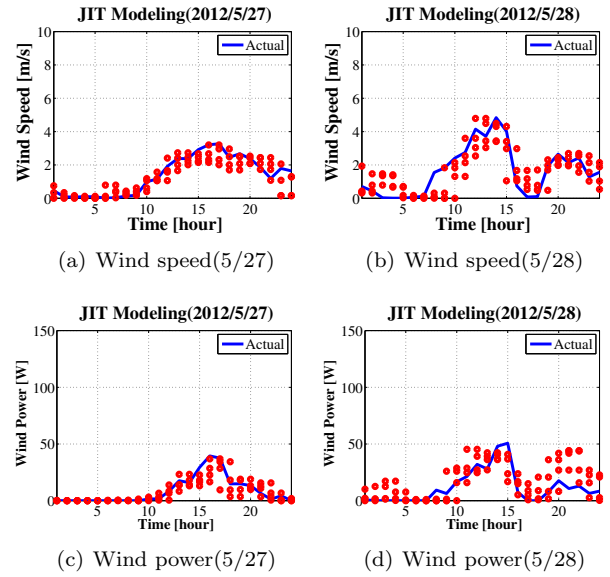 JIT Modeling(2012/5/27)
Wind Speed [m/s]
10
8
6
4
2
0
Actual
5
10
15
20
Time [hour]
(a) Wind speed(5/27)
JIT Modeling(2012/5/28)
Wind Speed [m/s]
10
8
6
4
2
0
Actual
5
10
15
20
Time [hour]
(b) Wind speed(5/28)
JIT Modeling(2012/5/27)
Wind Power [W]
150
100
50
0
Actual
5
10
15
20
Time [hour]
(c) Wind power(5/27)
JIT Modeling(2012/5/28)
Wind Power [W]
150
100
50
0
Actual
5
10
15
20
Time [hour]
(d) Wind power(5/28)